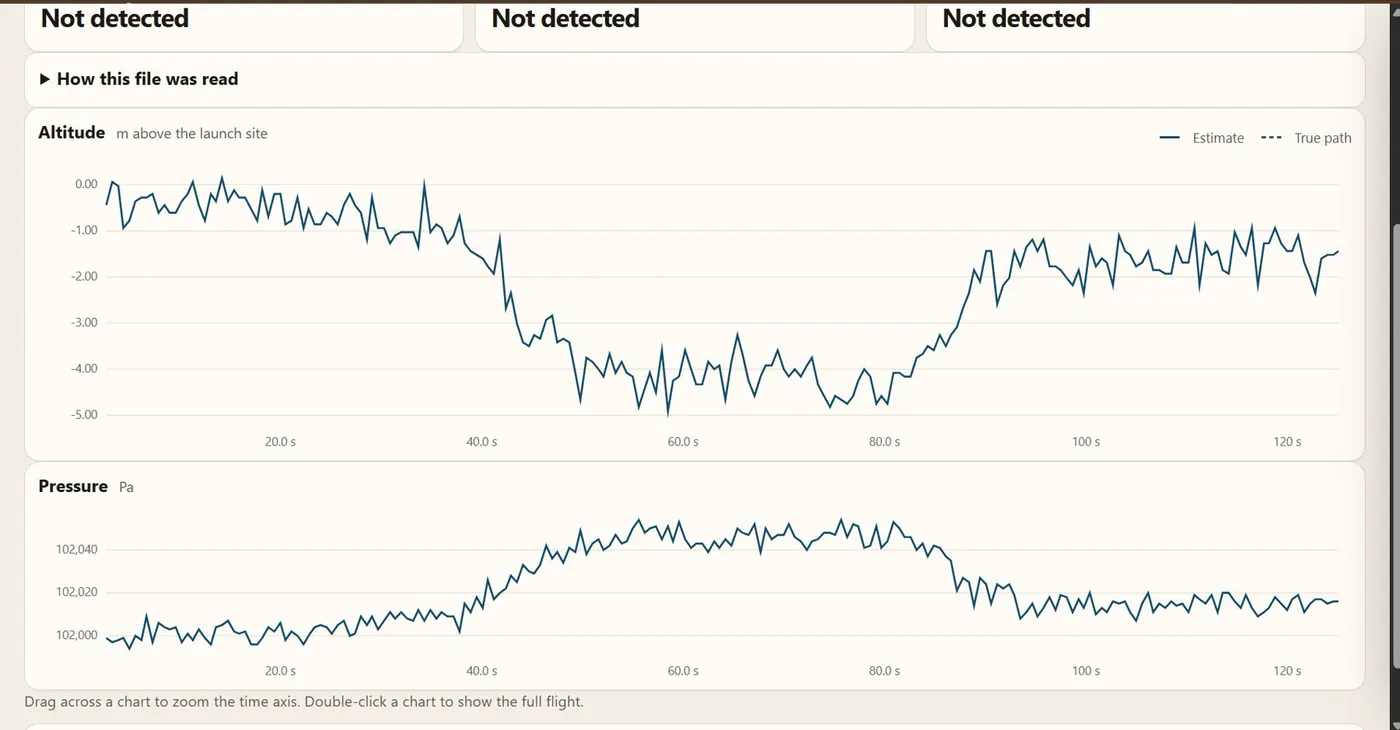 Not detected Not detected Not detected
▶ How this file was read
Altitude m above the launch site
Estimate True path
0.00
-1.00
-2.00
-3.00
-4.00
-5.00
20.0 s 40.0 s 60.0 s 80.0 s 100 s 120 s
Pressure Pa
102,040
102,020
102,000
20.0 s 40.0 s 60.0 s 80.0 s 100 s 120 s
Drag across a chart to zoom the time axis. Double-click a chart to show the full flight.